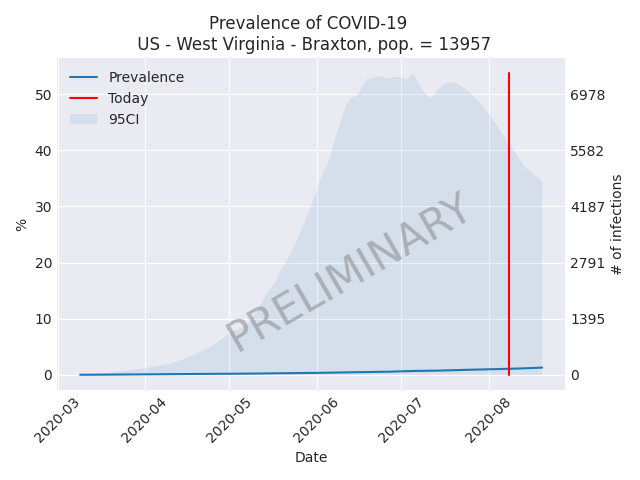 Prevalence of COVID-19
US - West Virginia - Braxton, pop. = 13957
Prevalence
Today
95CI
50
40
30
20
10
0
%
6978
5582
4187
2791
1395
0
# of infections
PRELIMINARY
2020-03
2020-04
2020-05
2020-06
2020-07
2020-08
Date